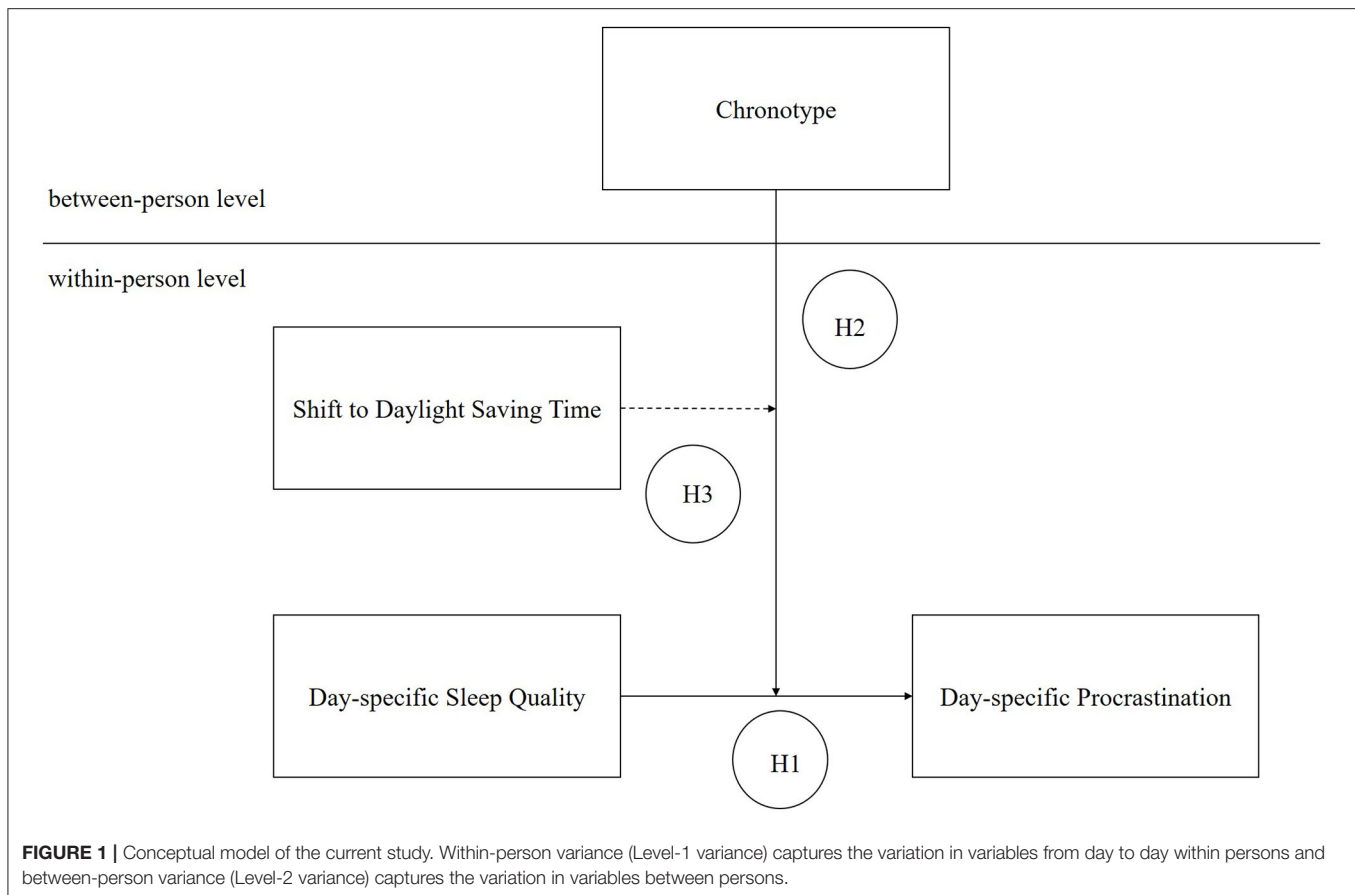 Chronotype
between-person level
within-person level
H2
Shift to Daylight Saving Time
H3
Day-specific Sleep Quality
Day-specific Procrastination
H1
FIGURE 1 | Conceptual model of the current study. Within-person variance (Level-1 variance) captures the variation in variables from day to day within persons and
between-person variance (Level-2 variance) captures the variation in variables between persons.